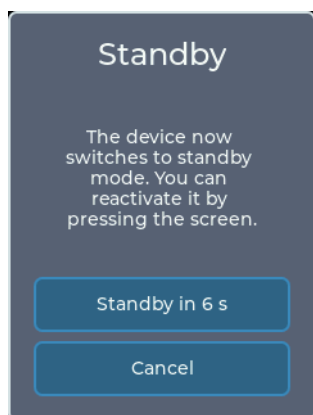 Standby
The device now
switches to standby
mode. You can
reactivate it by
pressing the screen.
Standby in 6 s
Cancel